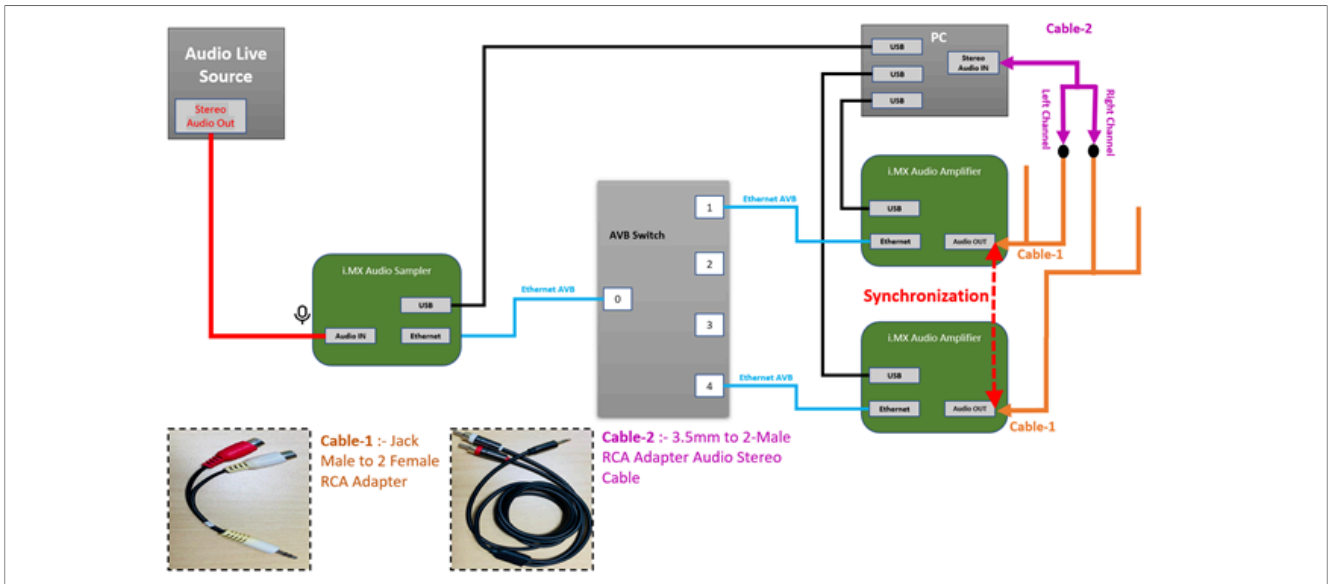 Audio Live
Source
Stereo
Audio Out
PC
USB
USB
USB
Stereo
Audio IN
Cable-2
Left Channel
Right Channel
i.MX Audio Amplifier
USB
Ethernet
Audio OUT
Cable-1
AVB Switch
0
1
2
3
4
Ethernet AVB
Ethernet AVB
Ethernet AVB
i.MX Audio Sampler
USB
Audio IN
Ethernet
Synchronization
i.MX Audio Amplifier
USB
Ethernet
Audio OUT
Cable-1
Cable-1 :- Jack
Male to 2 Female
RCA Adapter
Cable-2 :- 3.5mm to 2-Male
RCA Adapter Audio Stereo
Cable